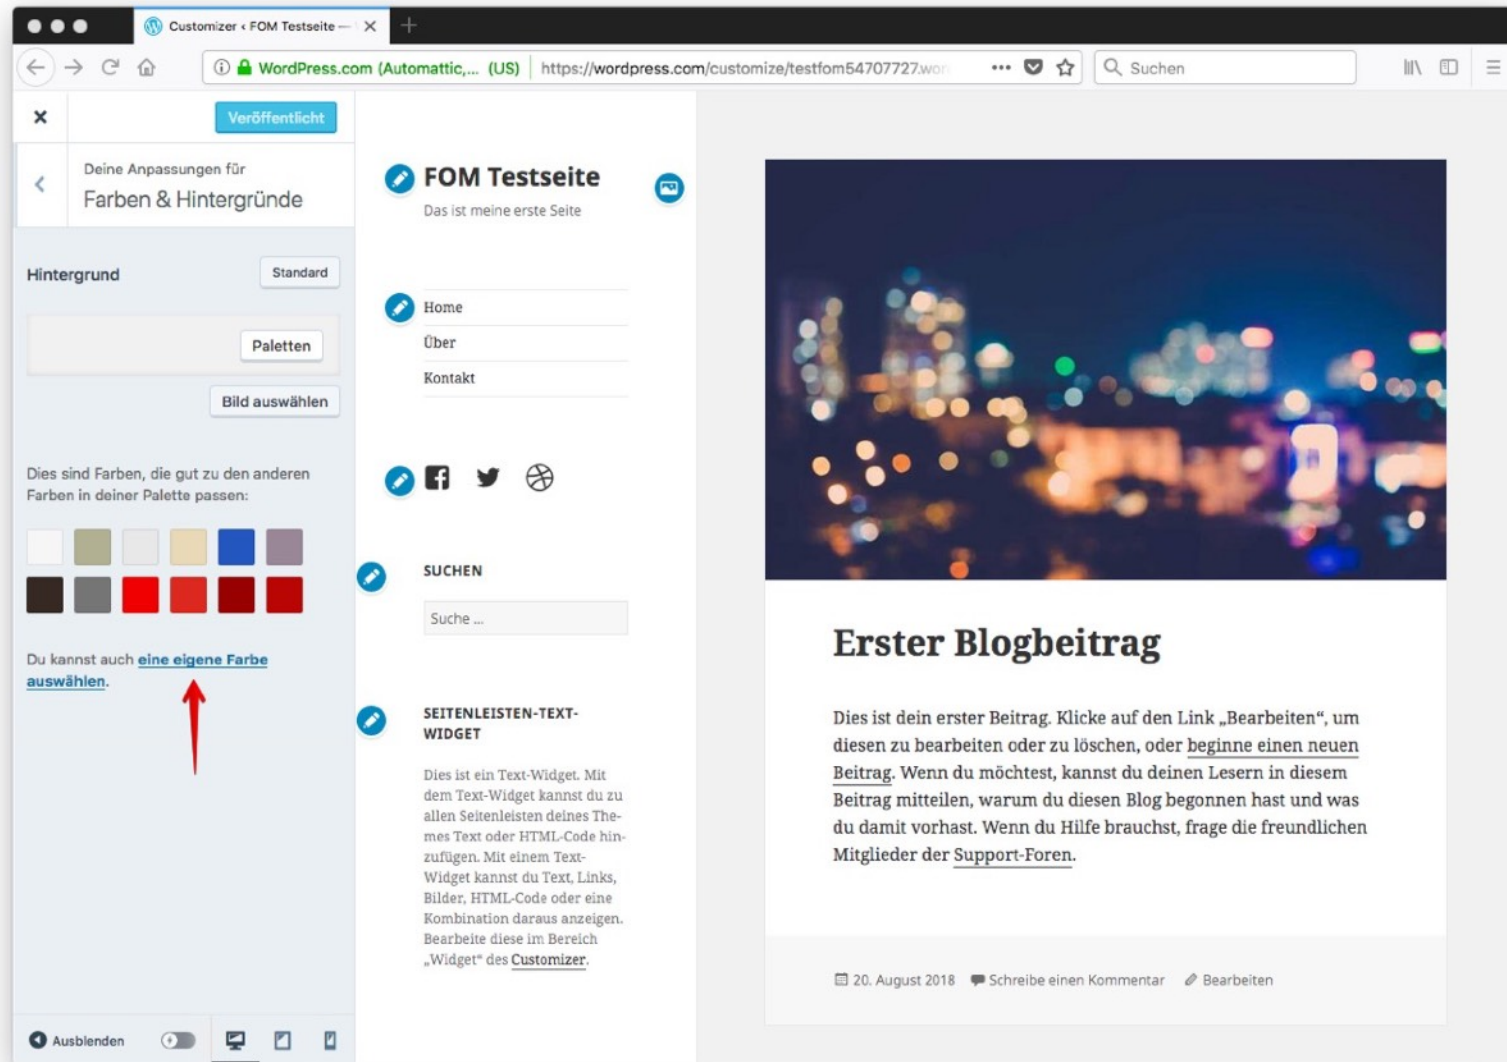 Customizer ‹ FOM Testseite —
WordPress.com (Automattic,... (US)
https://wordpress.com/customize/testfom54707727.wor
Suchen
Veröffentlicht
Deine Anpassungen für
Farben & Hintergründe
Hintergrund
Standard
Paletten
Bild auswählen
Dies sind Farben, die gut zu den anderen
Farben in deiner Palette passen:
Du kannst auch eine eigene Farbe
auswählen.
Ausblenden
FOM Testseite
Das ist meine erste Seite
Home
Über
Kontakt
SUCHEN
Suche ...
SEITENLEISTEN-TEXT-
WIDGET
Dies ist ein Text-Widget. Mit
dem Text-Widget kannst du zu
allen Seitenleisten deines The-
mes Text oder HTML-Code hin-
zufügen. Mit einem Text-
Widget kannst du Text, Links,
Bilder, HTML-Code oder eine
Kombination daraus anzeigen.
Bearbeite diese im Bereich
„Widget“ des Customizer.
Erster Blogbeitrag
Dies ist dein erster Beitrag. Klicke auf den Link „Bearbeiten“, um
diesen zu bearbeiten oder zu löschen, oder beginne einen neuen
Beitrag. Wenn du möchtest, kannst du deinen Lesern in diesem
Beitrag mitteilen, warum du diesen Blog begonnen hast und was
du damit vorhast. Wenn du Hilfe brauchst, frage die freundlichen
Mitglieder der Support-Foren.
20. August 2018 Schreibe einen Kommentar Bearbeiten